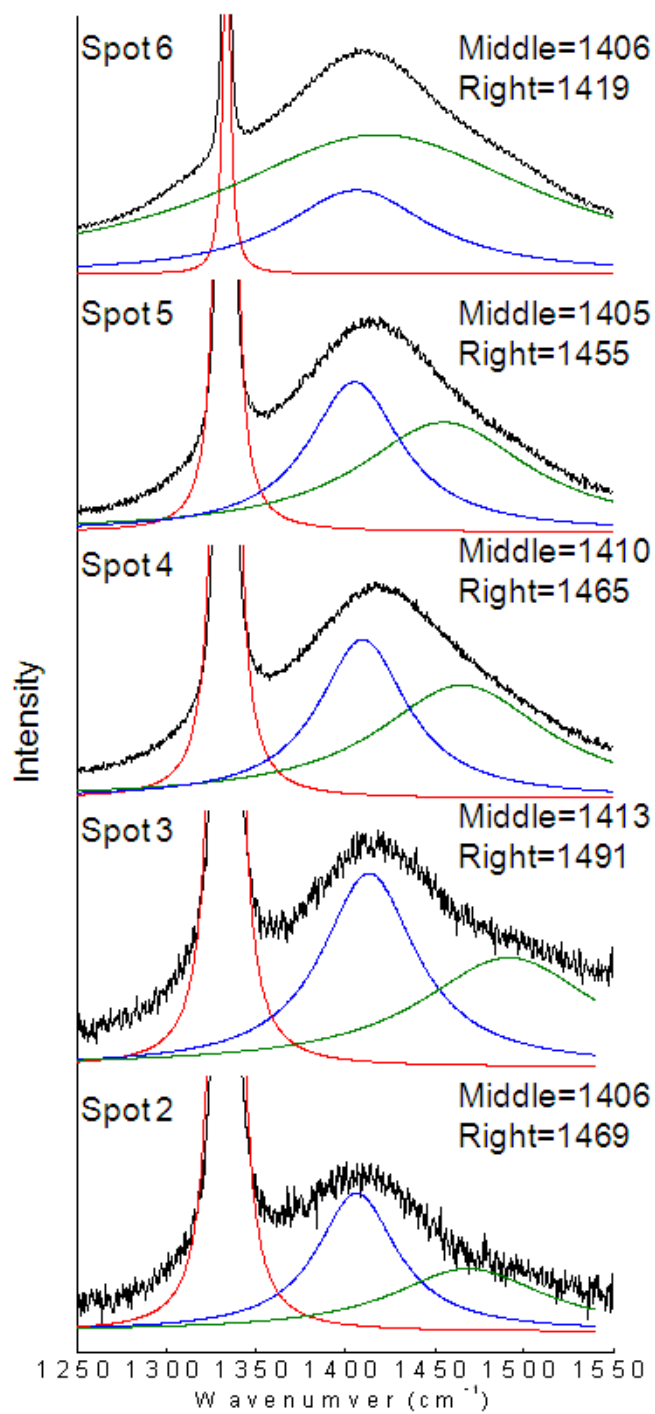 Spot 6
Middle=1406
Right=1419
Spot 5
Middle=1405
Right=1455
Spot 4
Middle=1410
Right=1465
Intensity
Spot 3
Middle=1413
Right=1491
Spot 2
Middle=1406
Right=1469
1250 1300 1350 1400 1450 1500 1550
Wavenumver (cm⁻¹)